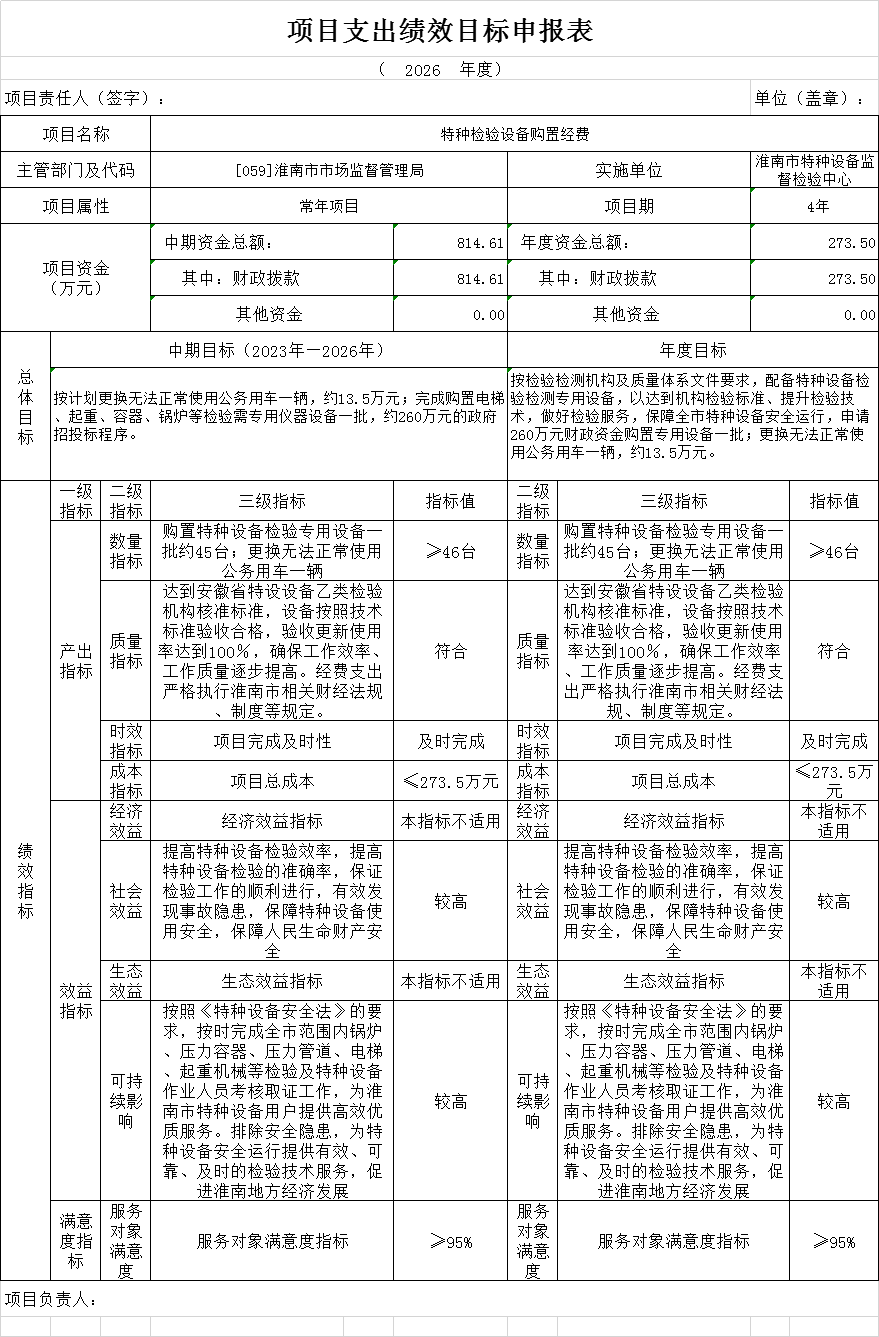 项目支出绩效目标申报表
（ 2026 年度）
项目责任人（签字）：
单位（盖章）：
项目名称
特种检验设备购置经费
主管部门及代码
[059]淮南市市场监督管理局
实施单位
淮南市特种设备监
督检验中心
项目属性
常年项目
项目期
4年
项目资金
（万元）
中期资金总额：
814.61
年度资金总额：
273.50
其中：财政拨款
814.61
其中：财政拨款
273.50
其他资金
0.00
其他资金
0.00
总
体
目
标
中期目标（2023年—2026年）
年度目标
按计划更换无法正常使用公务用车一辆，约13.5万元；完成购置电梯
、起重、容器、锅炉等检验需专用仪器设备一批，约260万元的政府
招投标程序。
按检验检测机构及质量体系文件要求，配备特种设备检
验检测专用设备，以达到机构检验标准、提升检验技
术，做好检验服务，保障全市特种设备安全运行，申请
260万元财政资金购置专用设备一批；更换无法正常使
用公务用车一辆，约13.5万元。
绩
效
指
标
一级
指标
二级
指标
三级指标
指标值
二级
指标
三级指标
指标值
产出
指标
数量
指标
购置特种设备检验专用设备一
批约45台；更换无法正常使用
公务用车一辆
≥46台
数量
指标
购置特种设备检验专用设备一
批约45台；更换无法正常使用
公务用车一辆
≥46台
质量
指标
达到安徽省特设设备乙类检验
机构核准标准，设备按照技术
标准验收合格，验收更新使用
率达到100%，确保工作效率、
工作质量逐步提高。经费支出
严格执行淮南市相关财经法规
、制度等规定。
符合
质量
指标
达到安徽省特设设备乙类检验
机构核准标准，设备按照技术
标准验收合格，验收更新使用
率达到100%，确保工作效率
、工作质量逐步提高。经费支
出严格执行淮南市相关财经法
规、制度等规定。
符合
时效
指标
项目完成及时性
及时完成
时效
指标
项目完成及时性
及时完成
成本
指标
项目总成本
≤273.5万元
成本
指标
项目总成本
≤273.5万
元
效益
指标
经济
效益
经济效益指标
本指标不适用
经济
效益
经济效益指标
本指标不
适用
社会
效益
提高特种设备检验效率，提高
特种设备检验的准确率，保证
检验工作的顺利进行，有效发
现事故隐患，保障特种设备使
用安全，保障人民生命财产安
全
较高
社会
效益
提高特种设备检验效率，提高
特种设备检验的准确率，保证
检验工作的顺利进行，有效发
现事故隐患，保障特种设备使
用安全，保障人民生命财产安
全
较高
生态
效益
生态效益指标
本指标不适用
生态
效益
生态效益指标
本指标不
适用
可持
续影
响
按照《特种设备安全法》的要
求，按时完成全市范围内锅炉
、压力容器、压力管道、电梯
、起重机械等检验及特种设备
作业人员考核取证工作，为淮
南市特种设备用户提供高效优
质服务。排除安全隐患，为特
种设备安全运行提供有效、可
靠、及时的检验技术服务，促
进淮南地方经济发展
较高
可持
续影
响
按照《特种设备安全法》的要
求，按时完成全市范围内锅炉
、压力容器、压力管道、电梯
、起重机械等检验及特种设备
作业人员考核取证工作，为淮
南市特种设备用户提供高效优
质服务。排除安全隐患，为特
种设备安全运行提供有效、可
靠、及时的检验技术服务，促
进淮南地方经济发展
较高
满意
度指
标
服务
对象
满意
度
服务对象满意度指标
≥95%
服务
对象
满意
度
服务对象满意度指标
≥95%
项目负责人：